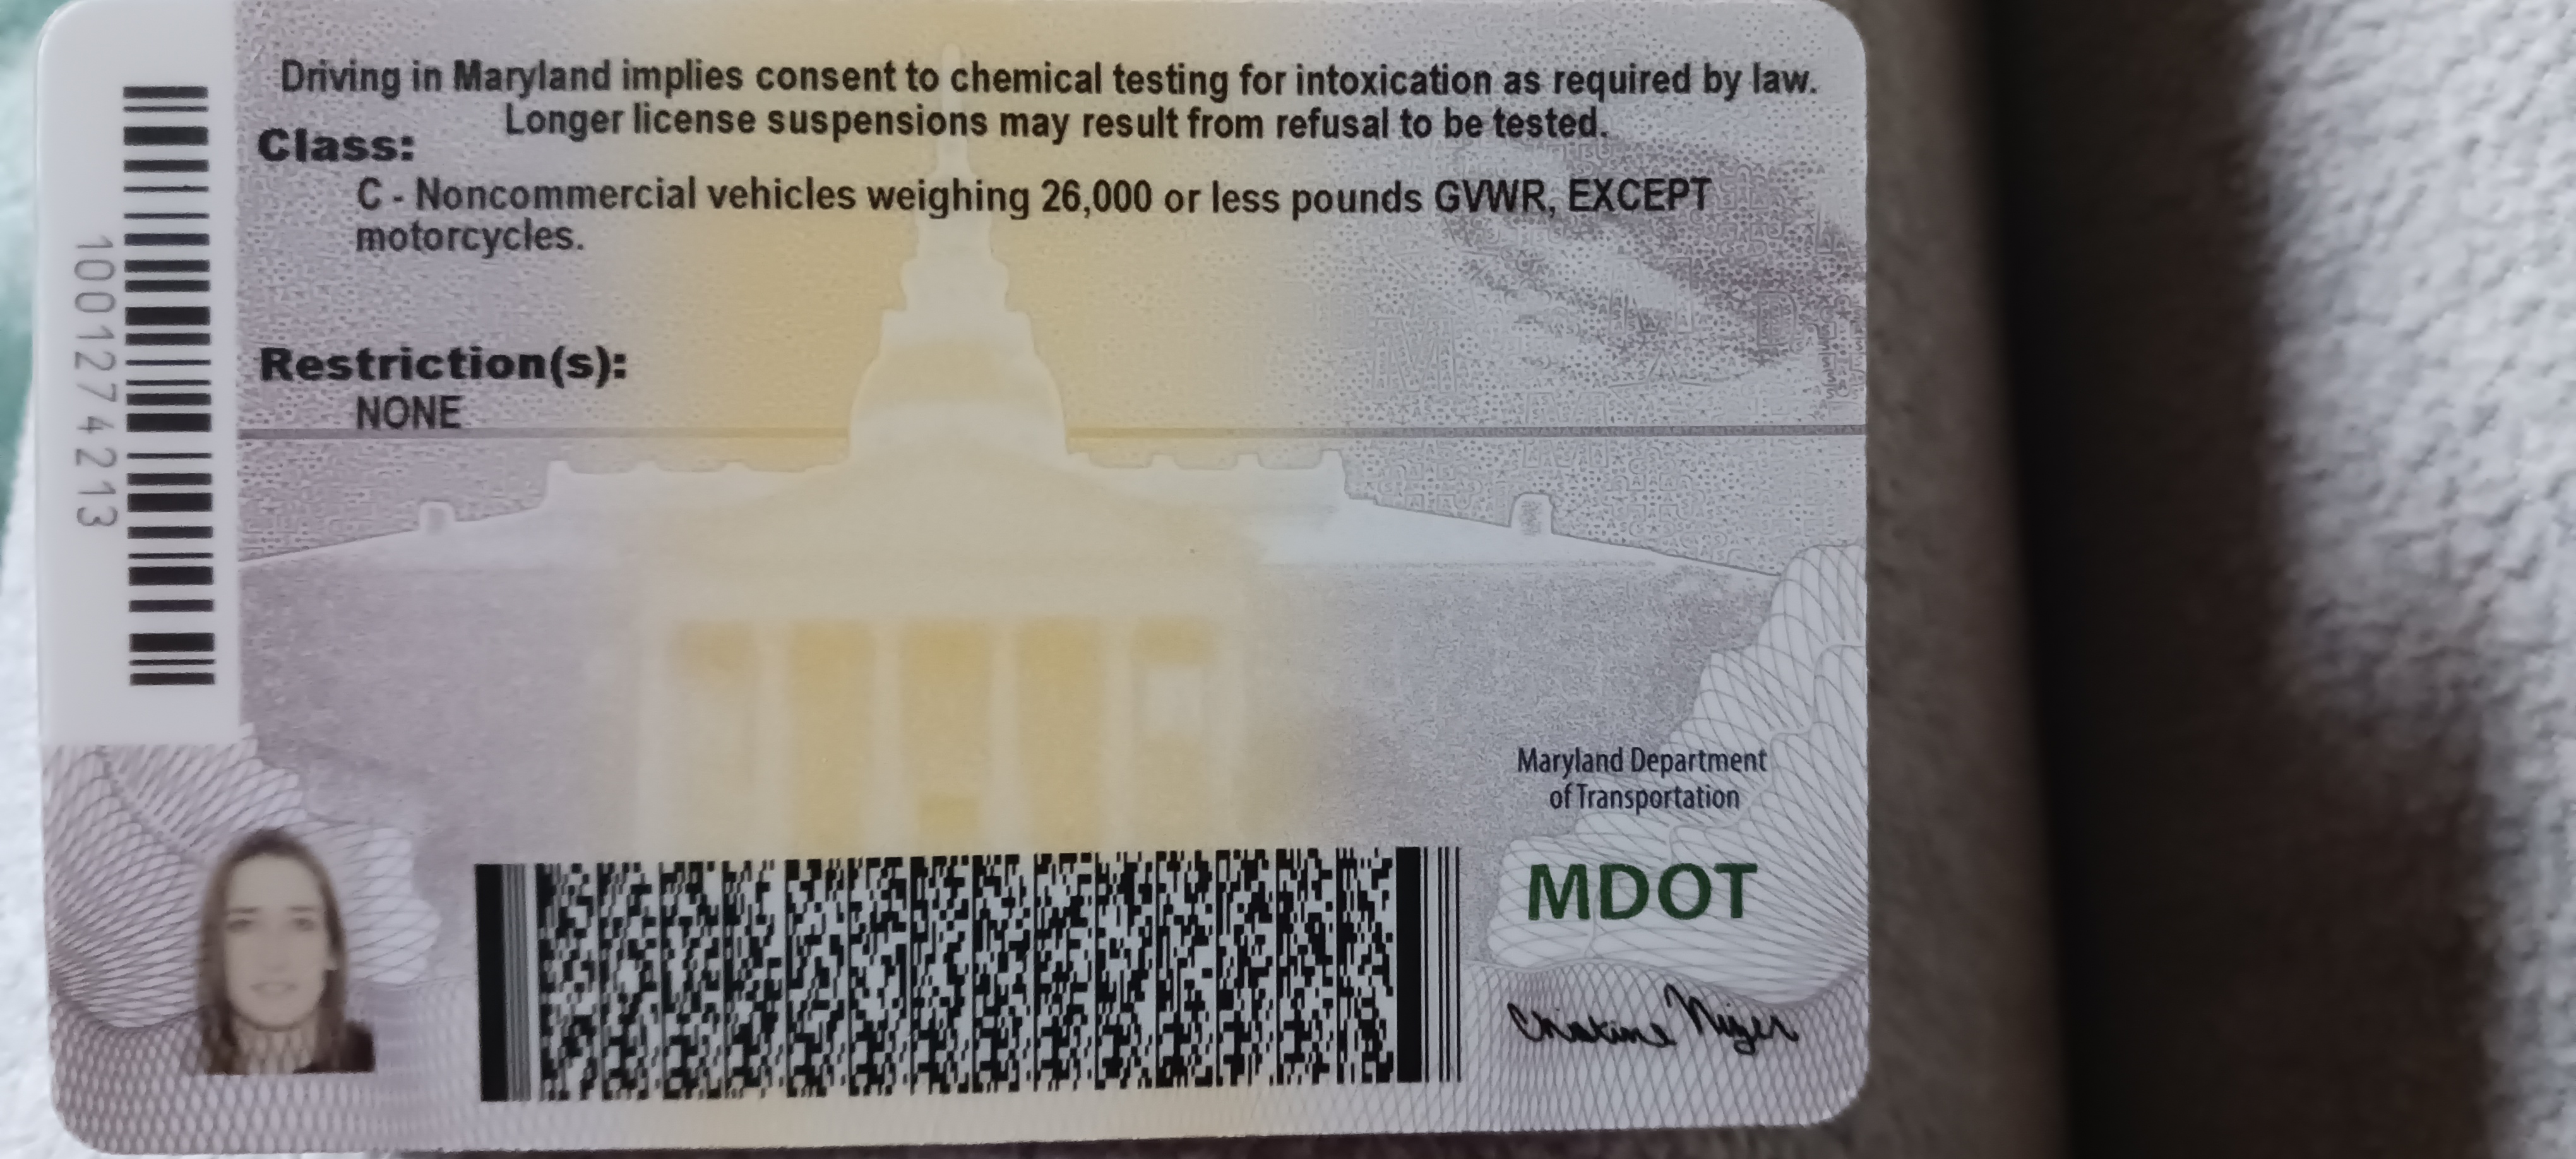 Driving in Maryland implies consent to chemical testing for intoxication as required by law.
Longer license suspensions may result from refusal to be tested.
Class:
C - Noncommercial vehicles weighing 26,000 or less pounds GVWR, EXCEPT
motorcycles.
Restriction(s):
NONE
1001274213
Maryland Department
of Transportation
MDOT
Christine Nizer